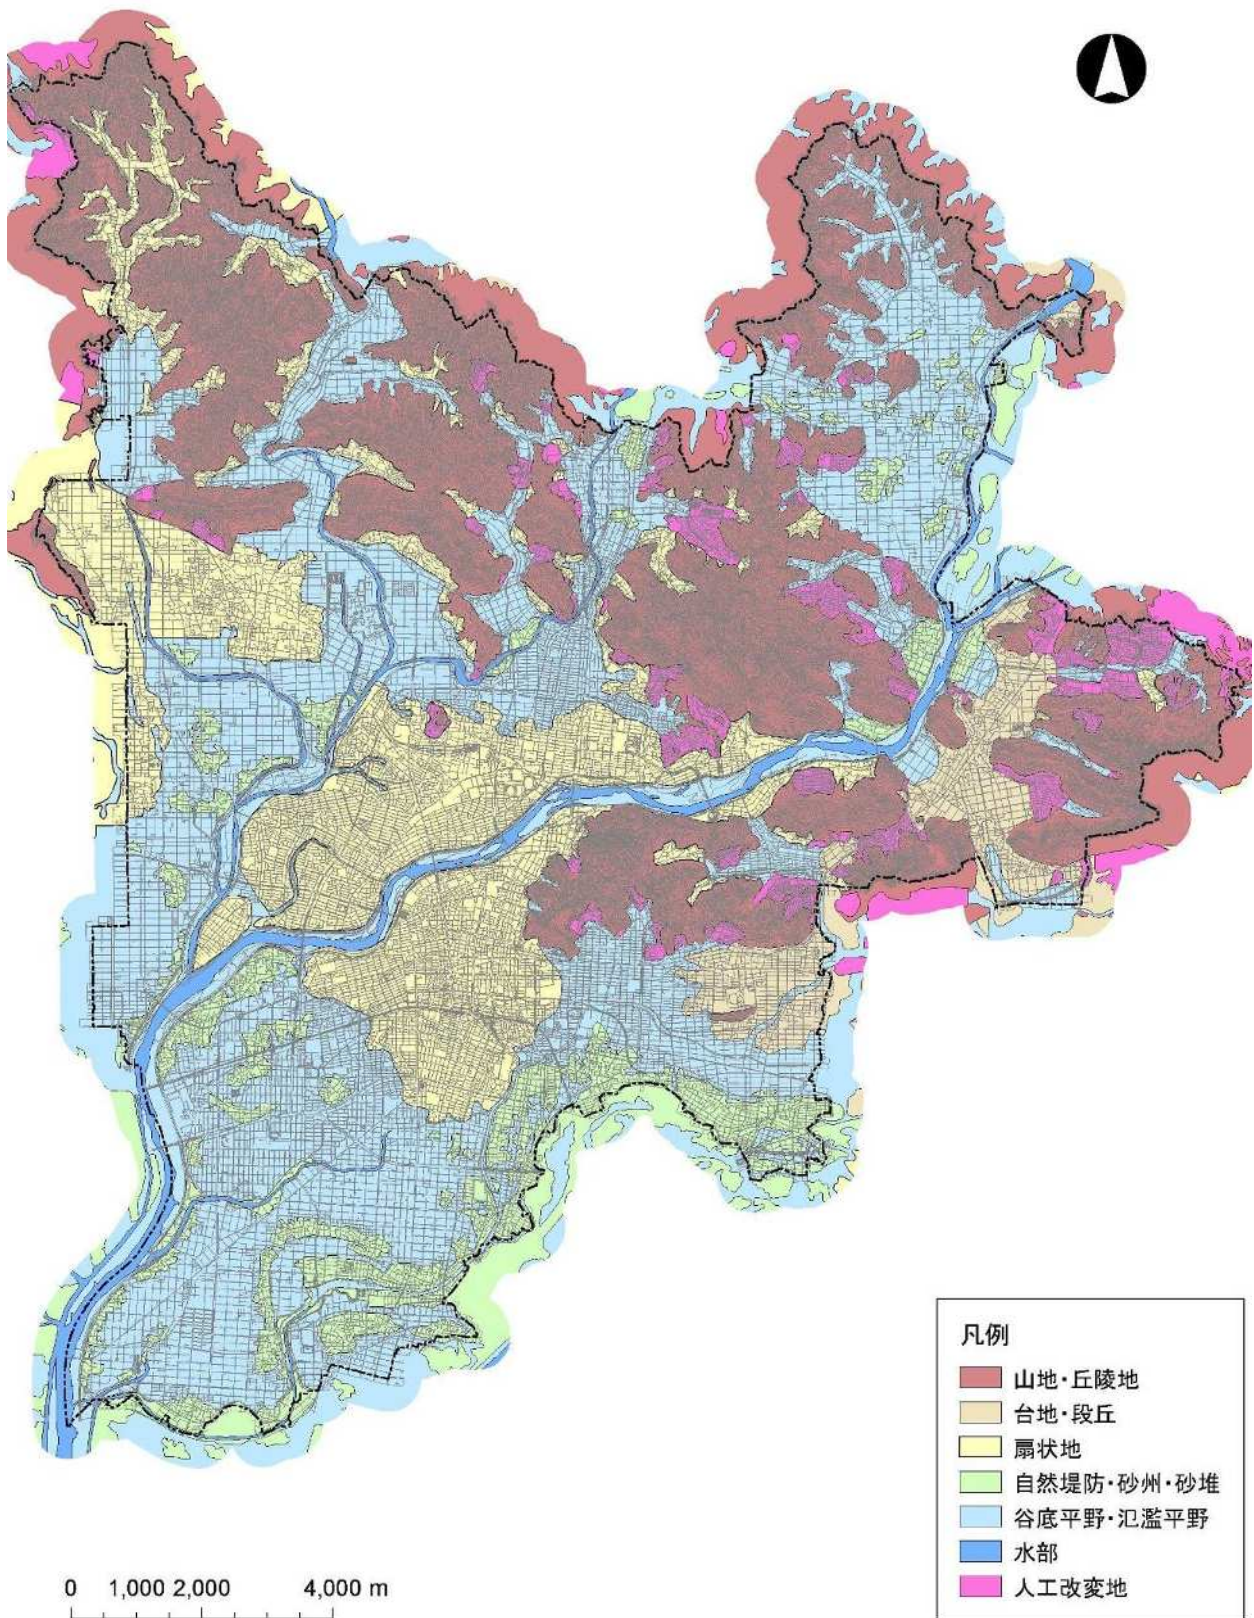 凡例
山地・丘陵地
台地・段丘
扇状地
自然堤防・砂州・砂堆
谷底平野・氾濫平野
水部
人工改変地
0 1,000 2,000 4,000 m